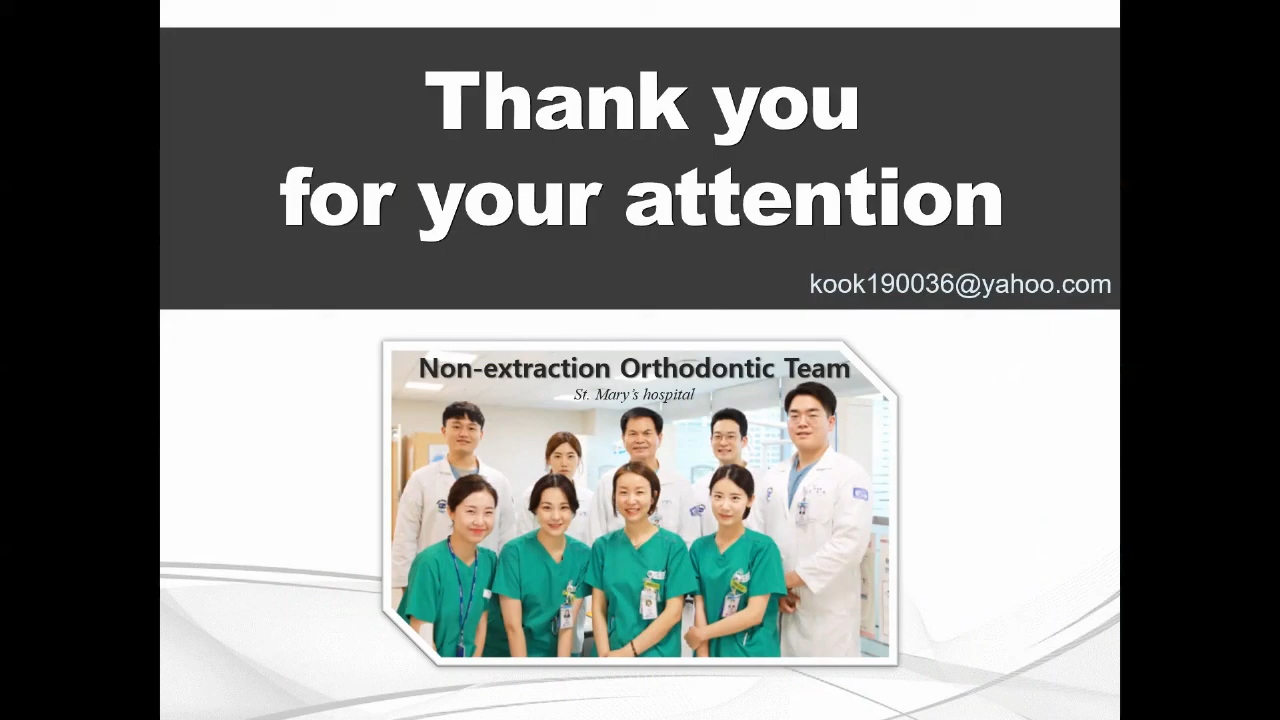 Thank you
for your attention
kook190036@yahoo.com
Non-extraction Orthodontic Team
St. Mary's hospital